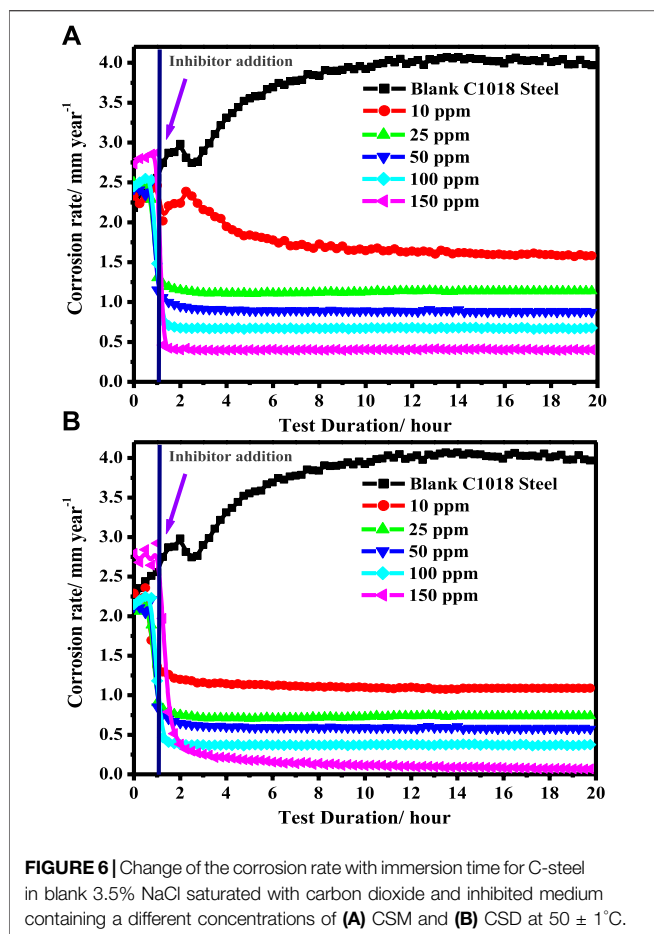 A
Inhibitor addition
Blank C1018 Steel
10 ppm
25 ppm
50 ppm
100 ppm
150 ppm
4.0
3.5
3.0
2.5
2.0
1.5
1.0
0.5
0.0
Corrosion rate/ mm year⁻¹
0 2 4 6 8 10 12 14 16 18 20
Test Duration/ hour
B
Inhibitor addition
Blank C1018 Steel
10 ppm
25 ppm
50 ppm
100 ppm
150 ppm
4.0
3.5
3.0
2.5
2.0
1.5
1.0
0.5
0.0
Corrosion rate/ mm year⁻¹
0 2 4 6 8 10 12 14 16 18 20
Test Duration/ hour
FIGURE 6 | Change of the corrosion rate with immersion time for C-steel
in blank 3.5% NaCl saturated with carbon dioxide and inhibited medium
containing a different concentrations of (A) CSM and (B) CSD at 50 ± 1°C.